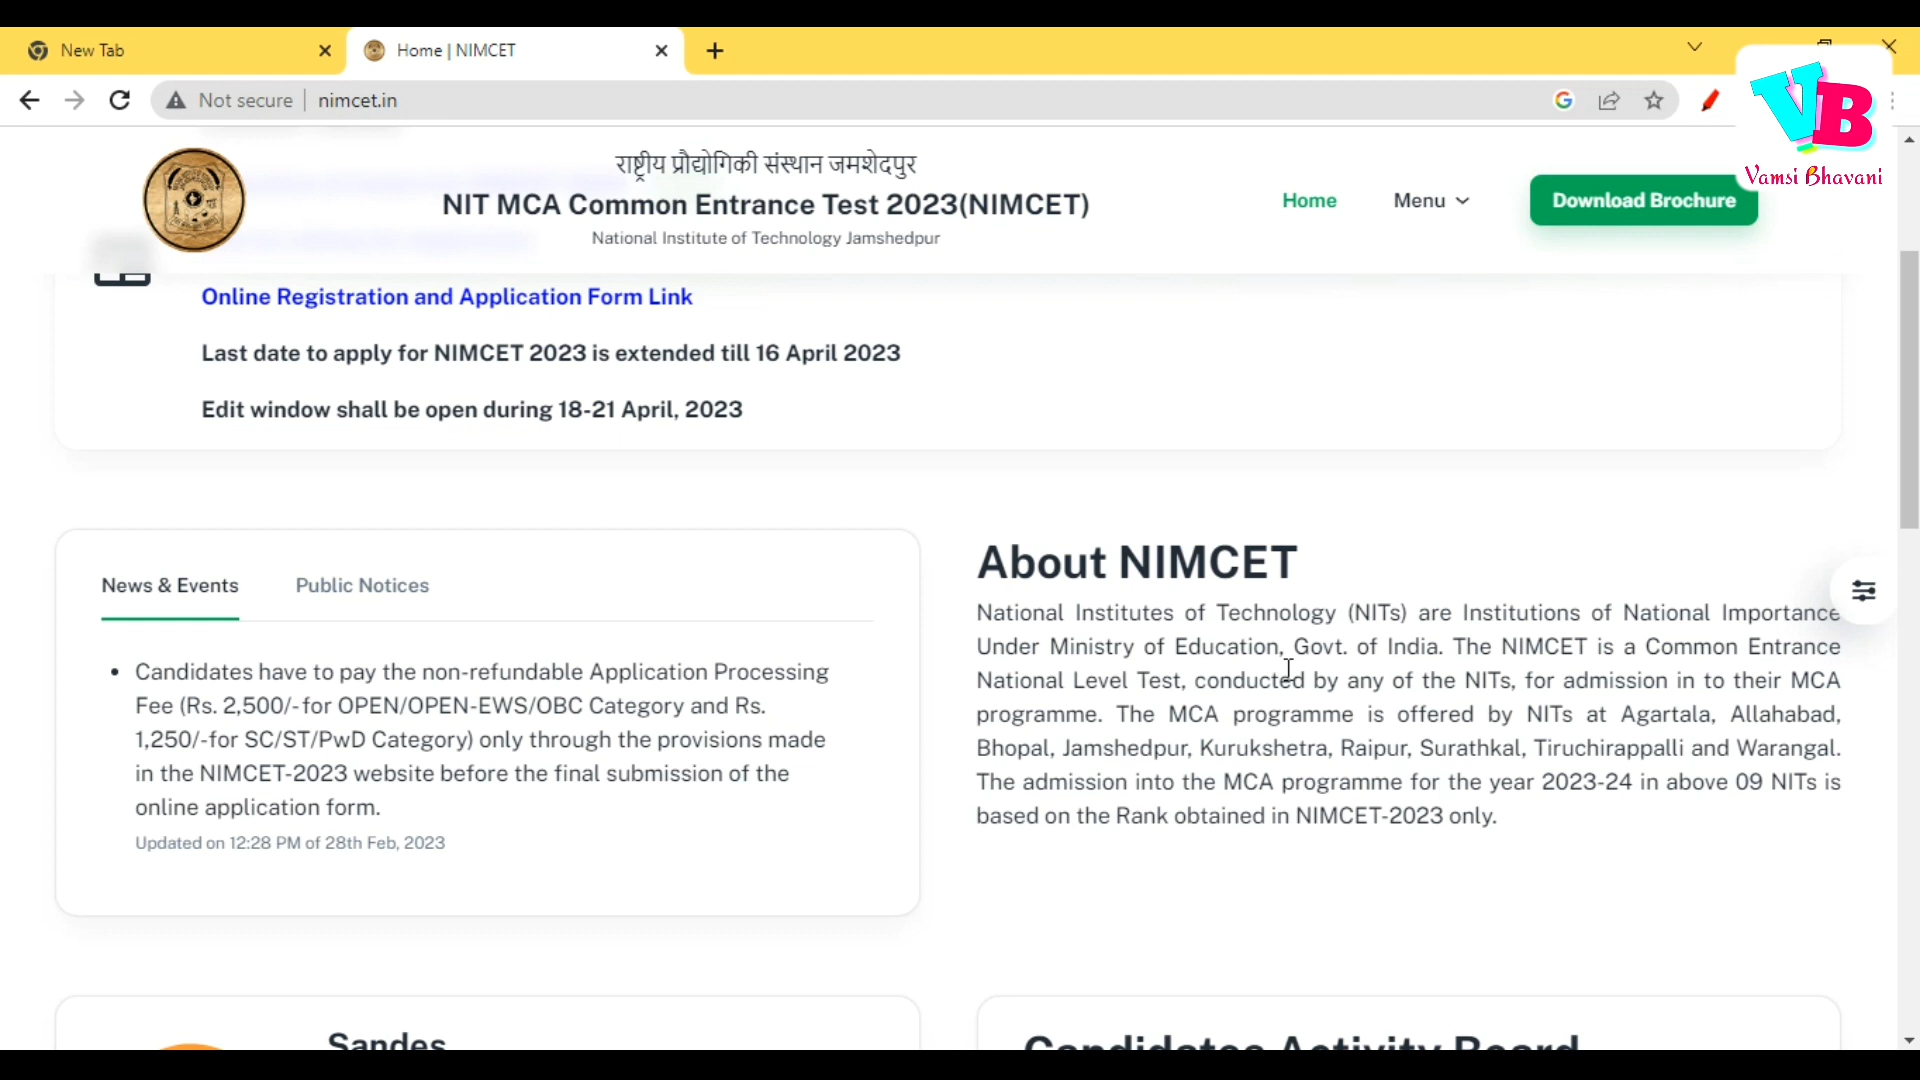 New Tab
Home | NIMCET
Not secure
nimcet.in
VB
Vamsi Bhavani
राष्ट्रीय प्रौद्योगिकी संस्थान जमशेदपुर
NIT MCA Common Entrance Test 2023(NIMCET)
National Institute of Technology Jamshedpur
Home
Menu
Download Brochure
Online Registration and Application Form Link
Last date to apply for NIMCET 2023 is extended till 16 April 2023
Edit window shall be open during 18-21 April, 2023
News & Events
Public Notices
• Candidates have to pay the non-refundable Application Processing
Fee (Rs. 2,500/- for OPEN/OPEN-EWS/OBC Category and Rs.
1,250/-for SC/ST/PwD Category) only through the provisions made
in the NIMCET-2023 website before the final submission of the
online application form.
Updated on 12:28 PM of 28th Feb, 2023
About NIMCET
National Institutes of Technology (NITs) are Institutions of National Importance
Under Ministry of Education, Govt. of India. The NIMCET is a Common Entrance
National Level Test, conducted by any of the NITs, for admission in to their MCA
programme. The MCA programme is offered by NITs at Agartala, Allahabad,
Bhopal, Jamshedpur, Kurukshetra, Raipur, Surathkal, Tiruchirappalli and Warangal.
The admission into the MCA programme for the year 2023-24 in above 09 NITs is
based on the Rank obtained in NIMCET-2023 only.
Sandes
Candidates Activity Board